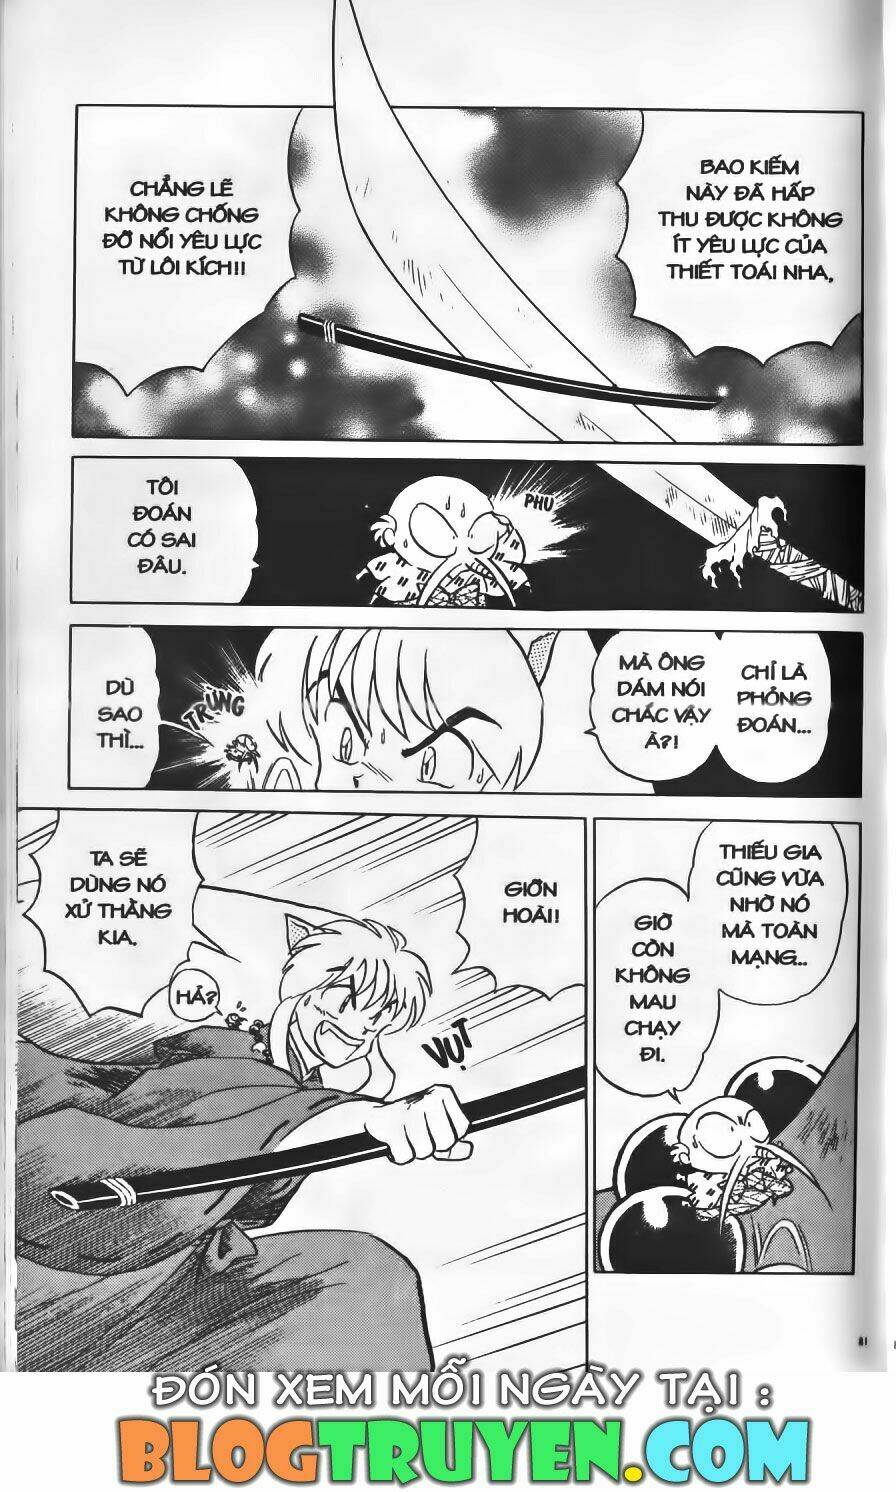 BAO KIẾM
NÀY ĐÃ HẤP
THU ĐƯỢC KHÔNG
ÍT YÊU LỰC CỦA
THIẾT TOÁI NHA,
CHẲNG LẼ
KHÔNG CHỐNG
ĐỠ NỔI YÊU LỰC
TỪ LÔI KÍCH!!
PHU
TÔI
ĐOÁN
CÓ SAI
ĐÂU.
CHỈ LÀ
PHỎNG
ĐOÁN...
MÀ ÔNG
DÁM NÓI
CHẮC VẬY
À?!
TRỪNG
DÙ
SAO
THÌ...
THIẾU GIA
CŨNG VỪA
NHỜ NÓ
MÀ TOÀN
MẠNG...
GIỜ
CÒN
KHÔNG
MAU
CHẠY
ĐI.
GIỠN
HOÀI!
TA SẼ
DÙNG NÓ
XỬ THẰNG
KIA.
HẢ?
VỤT
81
ĐÓN XEM MỖI NGÀY TẠI :
BLOGTRUYEN.COM